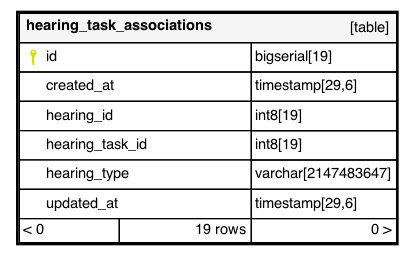 hearing_task_associations [table]
id bigserial[19]
created_at timestamp[29,6]
hearing_id int8[19]
hearing_task_id int8[19]
hearing_type varchar[2147483647]
updated_at timestamp[29,6]
< 0 19 rows 0 >